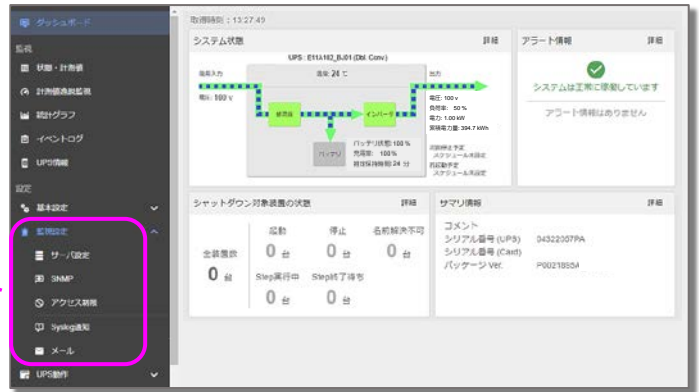 ダッシュボード
監視
状態・計測値
計測値逸脱監視
統計グラフ
イベントログ
UPS情報
設定
基本設定
監視設定
サーバ設定
SNMP
アクセス制限
Syslog通知
メール
UPS動作
取得時刻 : 13:27:49
システム状態
詳細
UPS : E11A102_BJ01 (Dbl. Conv.)
商用入力
温度: 24 ℃
出力
電圧: 100 v
整流器
インバータ
バッテリ
バッテリ状態: 100 %
充電率: 100 %
推定保持時間: 24 分
電圧: 100 v
負荷率: 50 %
電力: 1.00 kW
積算電力量: 394.7 kWh
次回停止予定
スケジュール未設定
次起動予定
スケジュール未設定
アラート情報
詳細
システムは正常に稼働しています
アラート情報はありません
シャットダウン対象装置の状態
詳細
全装置数
0 台
起動
停止
名前解決不可
0 台
0 台
0 台
Step実行中
Step終了待ち
0 台
0 台
サマリ情報
詳細
コメント
シリアル番号 (UPS)
シリアル番号 (Card)
パッケージ Ver.